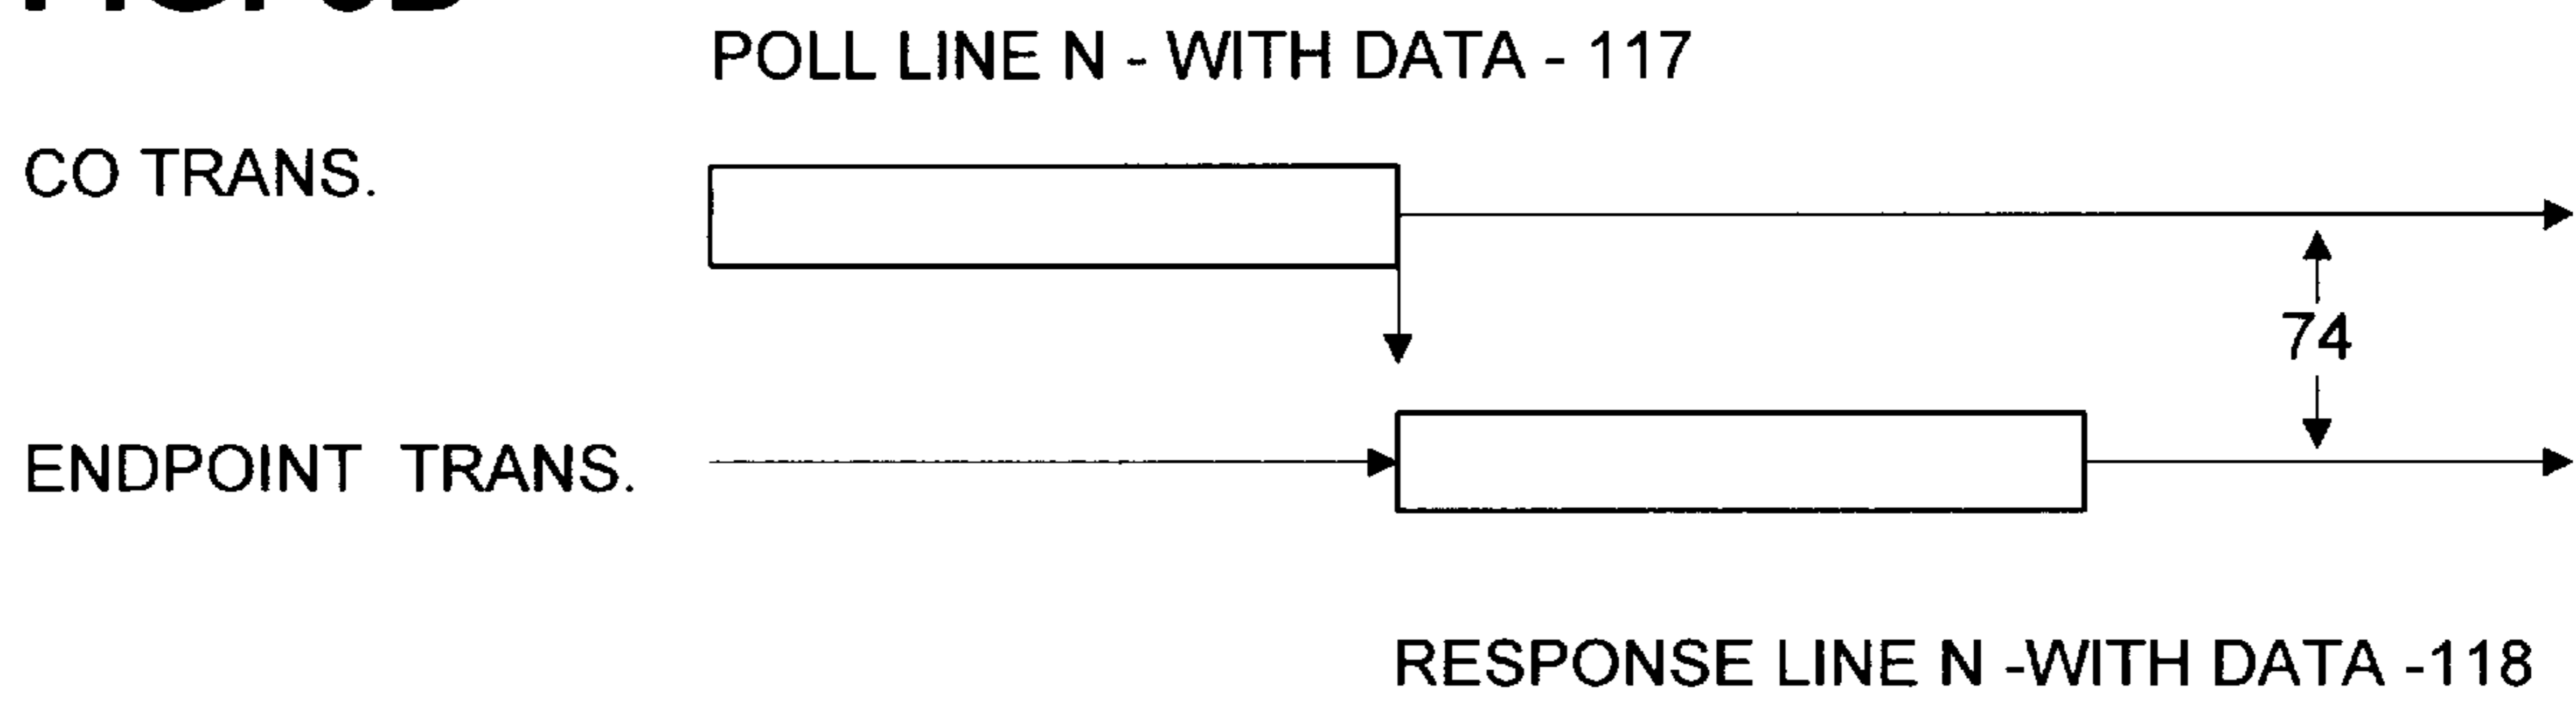 POLL LINE N - WITH DATA - 117
CO TRANS.
74
ENDPOINT TRANS.
RESPONSE LINE N -WITH DATA -118